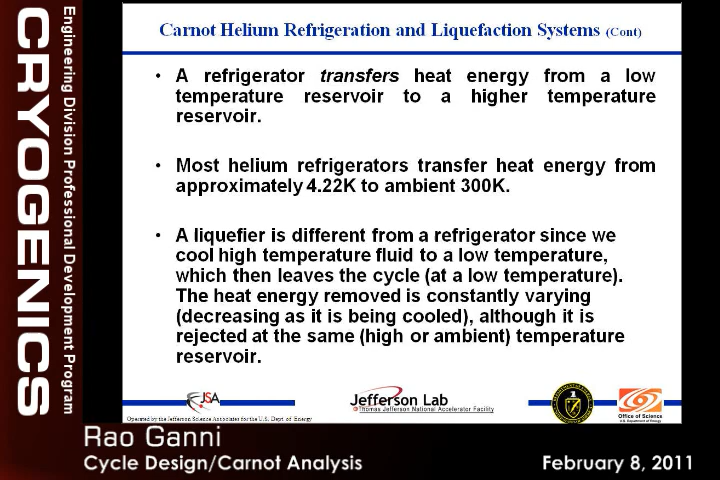 CRYOGENICS
Engineering Division Professional Development Program
Carnot Helium Refrigeration and Liquefaction Systems (Cont)
• A refrigerator transfers heat energy from a low
temperature reservoir to a higher temperature
reservoir.
• Most helium refrigerators transfer heat energy from
approximately 4.22K to ambient 300K.
• A liquefier is different from a refrigerator since we
cool high temperature fluid to a low temperature,
which then leaves the cycle (at a low temperature).
The heat energy removed is constantly varying
(decreasing as it is being cooled), although it is
rejected at the same (high or ambient) temperature
reservoir.
JSA
Jefferson Lab
Thomas Jefferson National Accelerator Facility
Office of Science
U.S. Department of Energy
Operated by the Jefferson Science Associates for the U.S. Dept. of Energy
Rao Ganni
Cycle Design/Carnot Analysis
February 8, 2011